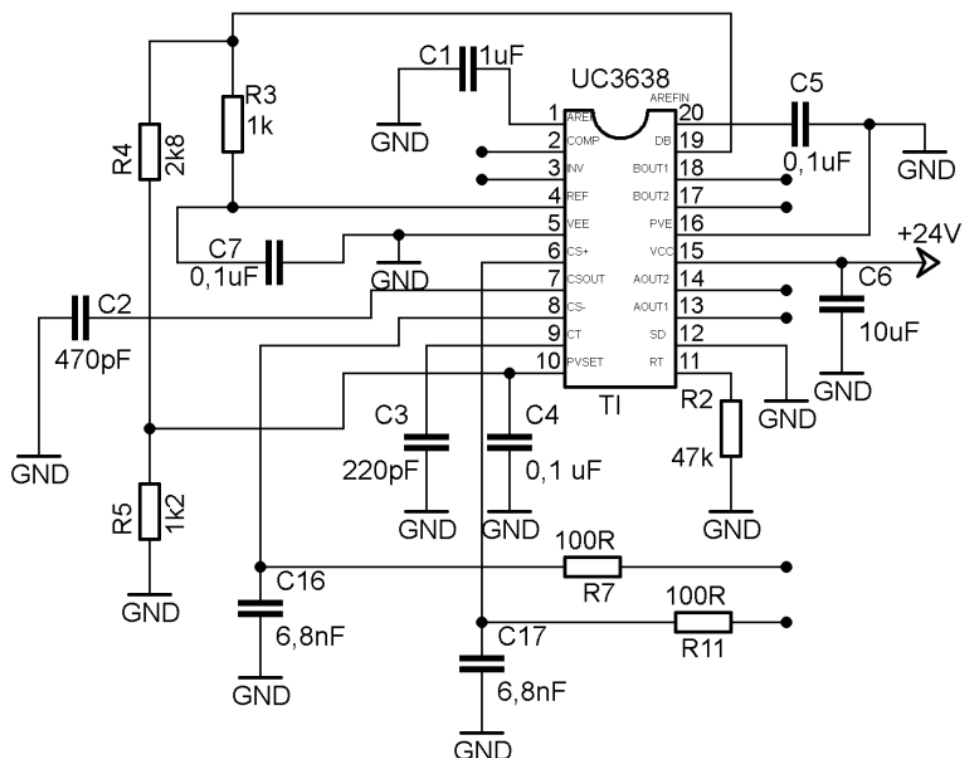 C1
1uF
GND
UC3638
AREFIN
C5
0,1uF
GND
R3
1k
R4
2k8
1
2
3
4
5
6
7
8
9
10
AREF
COMP
INV
REF
VEE
CS+
CSOUT
CS-
CT
PVSET
DB
BOUT1
BOUT2
PVE
VCC
AOUT2
AOUT1
SD
RT
20
19
18
17
16
15
14
13
12
11
TI
+24V
C6
10uF
GND
C7
0,1uF
GND
C2
470pF
GND
C3
220pF
GND
C4
0,1 uF
GND
R2
47k
GND
GND
R5
1k2
GND
100R
R7
100R
R11
C16
6,8nF
GND
C17
6,8nF
GND